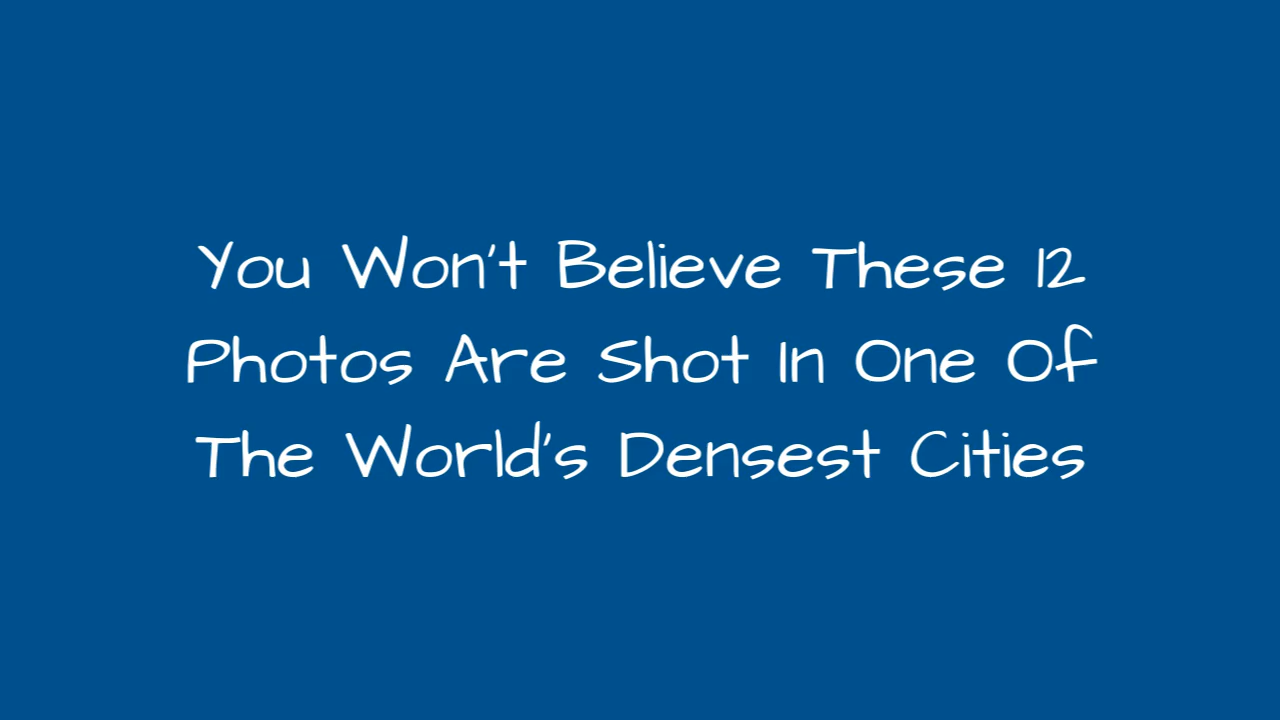 You Won't Believe These 12
Photos Are Shot In One Of
The World's Densest Cities